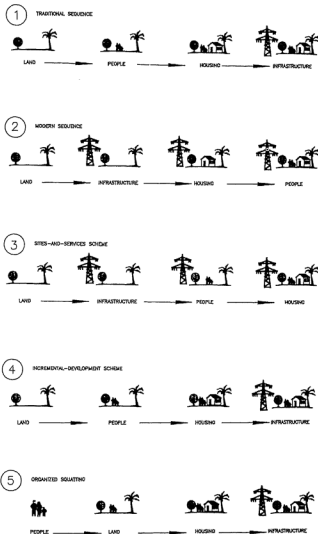 1 TRADITIONAL SEQUENCE
LAND PEOPLE HOUSING INFRASTRUCTURE
2 MODERN SEQUENCE
LAND INFRASTRUCTURE HOUSING PEOPLE
3 SITES-AND-SERVICES SCHEME
LAND INFRASTRUCTURE PEOPLE HOUSING
4 INCREMENTAL-DEVELOPMENT SCHEME
LAND PEOPLE HOUSING INFRASTRUCTURE
5 ORGANIZED SQUATTING
PEOPLE LAND HOUSING INFRASTRUCTURE